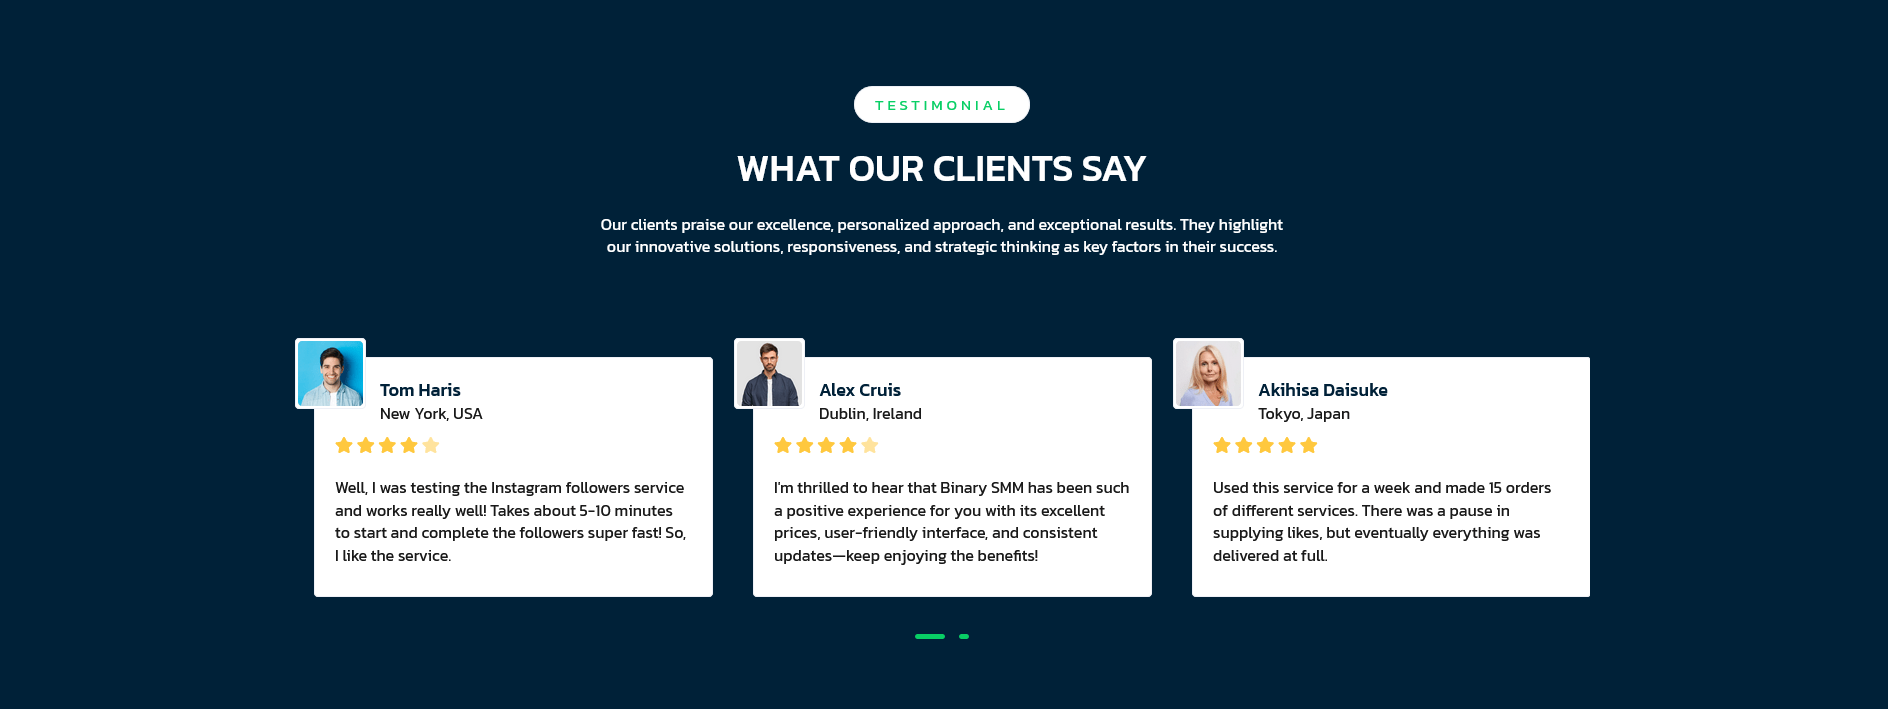 TESTIMONIAL
WHAT OUR CLIENTS SAY
Our clients praise our excellence, personalized approach, and exceptional results. They highlight
our innovative solutions, responsiveness, and strategic thinking as key factors in their success.
Tom Haris
New York, USA
Well, I was testing the Instagram followers service
and works really well! Takes about 5-10 minutes
to start and complete the followers super fast! So,
I like the service.
Alex Cruis
Dublin, Ireland
I'm thrilled to hear that Binary SMM has been such
a positive experience for you with its excellent
prices, user-friendly interface, and consistent
updates—keep enjoying the benefits!
Akihisa Daisuke
Tokyo, Japan
Used this service for a week and made 15 orders
of different services. There was a pause in
supplying likes, but eventually everything was
delivered at full.